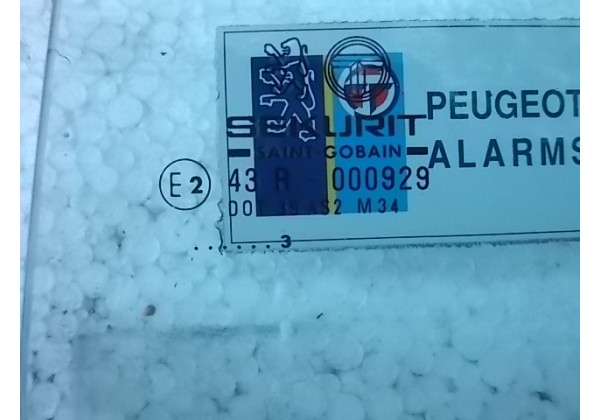 PEUGEOT
SEKURIT
ALARMS
SAINT-GOBAIN
E2 43 R - 000929
DOT 39 AS2 M34
.......3